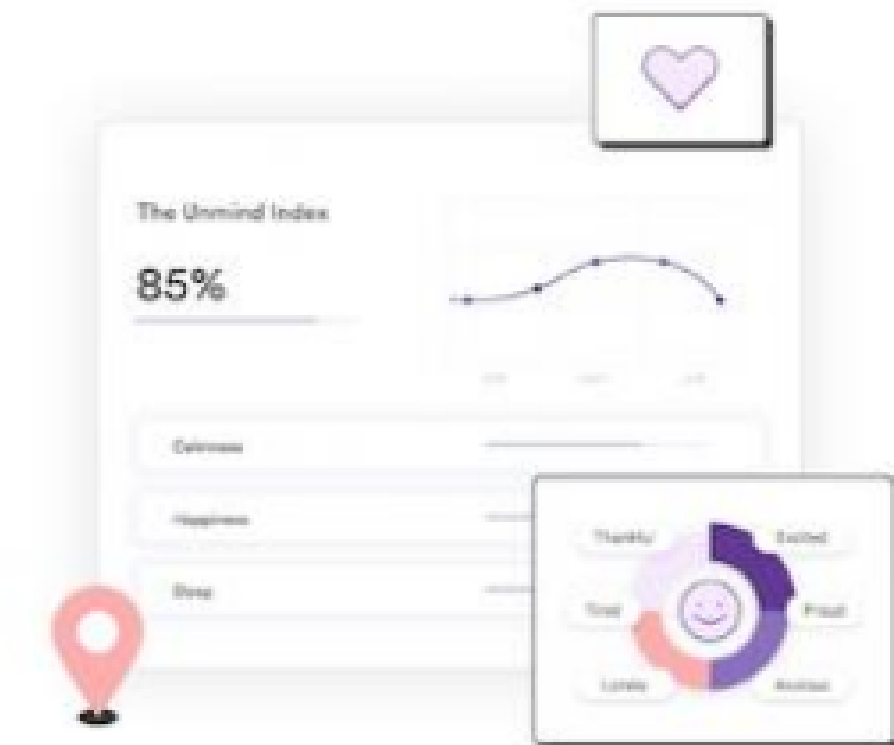 The Unmind Index
85%
Calmness
Happiness
Sleep
Thankful
Excited
Tired
Proud
Lonely
Anxious